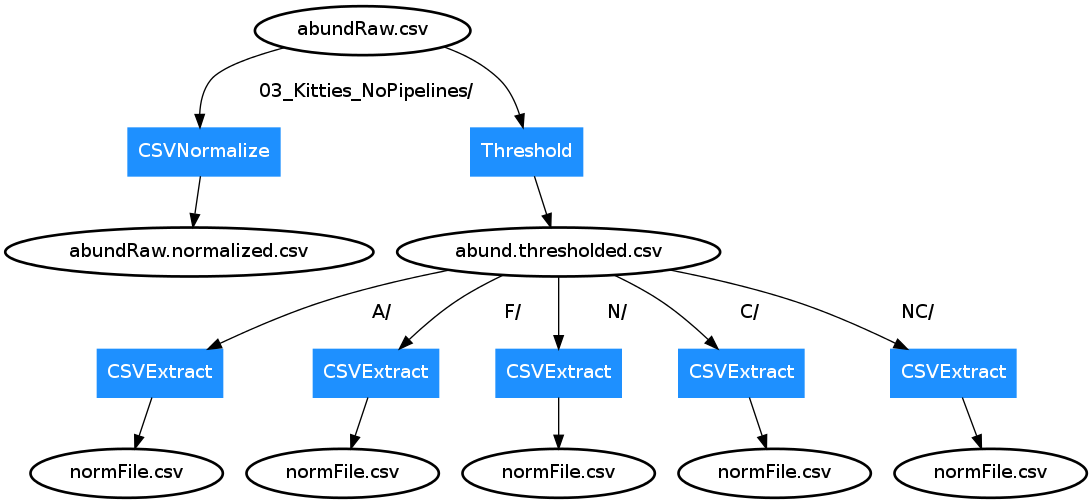 abundRaw.csv
03_Kitties_NoPipelines/
CSVNormalize
Threshold
abundRaw.normalized.csv
abund.thresholded.csv
A/
F/
N/
C/
NC/
CSVExtract
CSVExtract
CSVExtract
CSVExtract
CSVExtract
normFile.csv
normFile.csv
normFile.csv
normFile.csv
normFile.csv